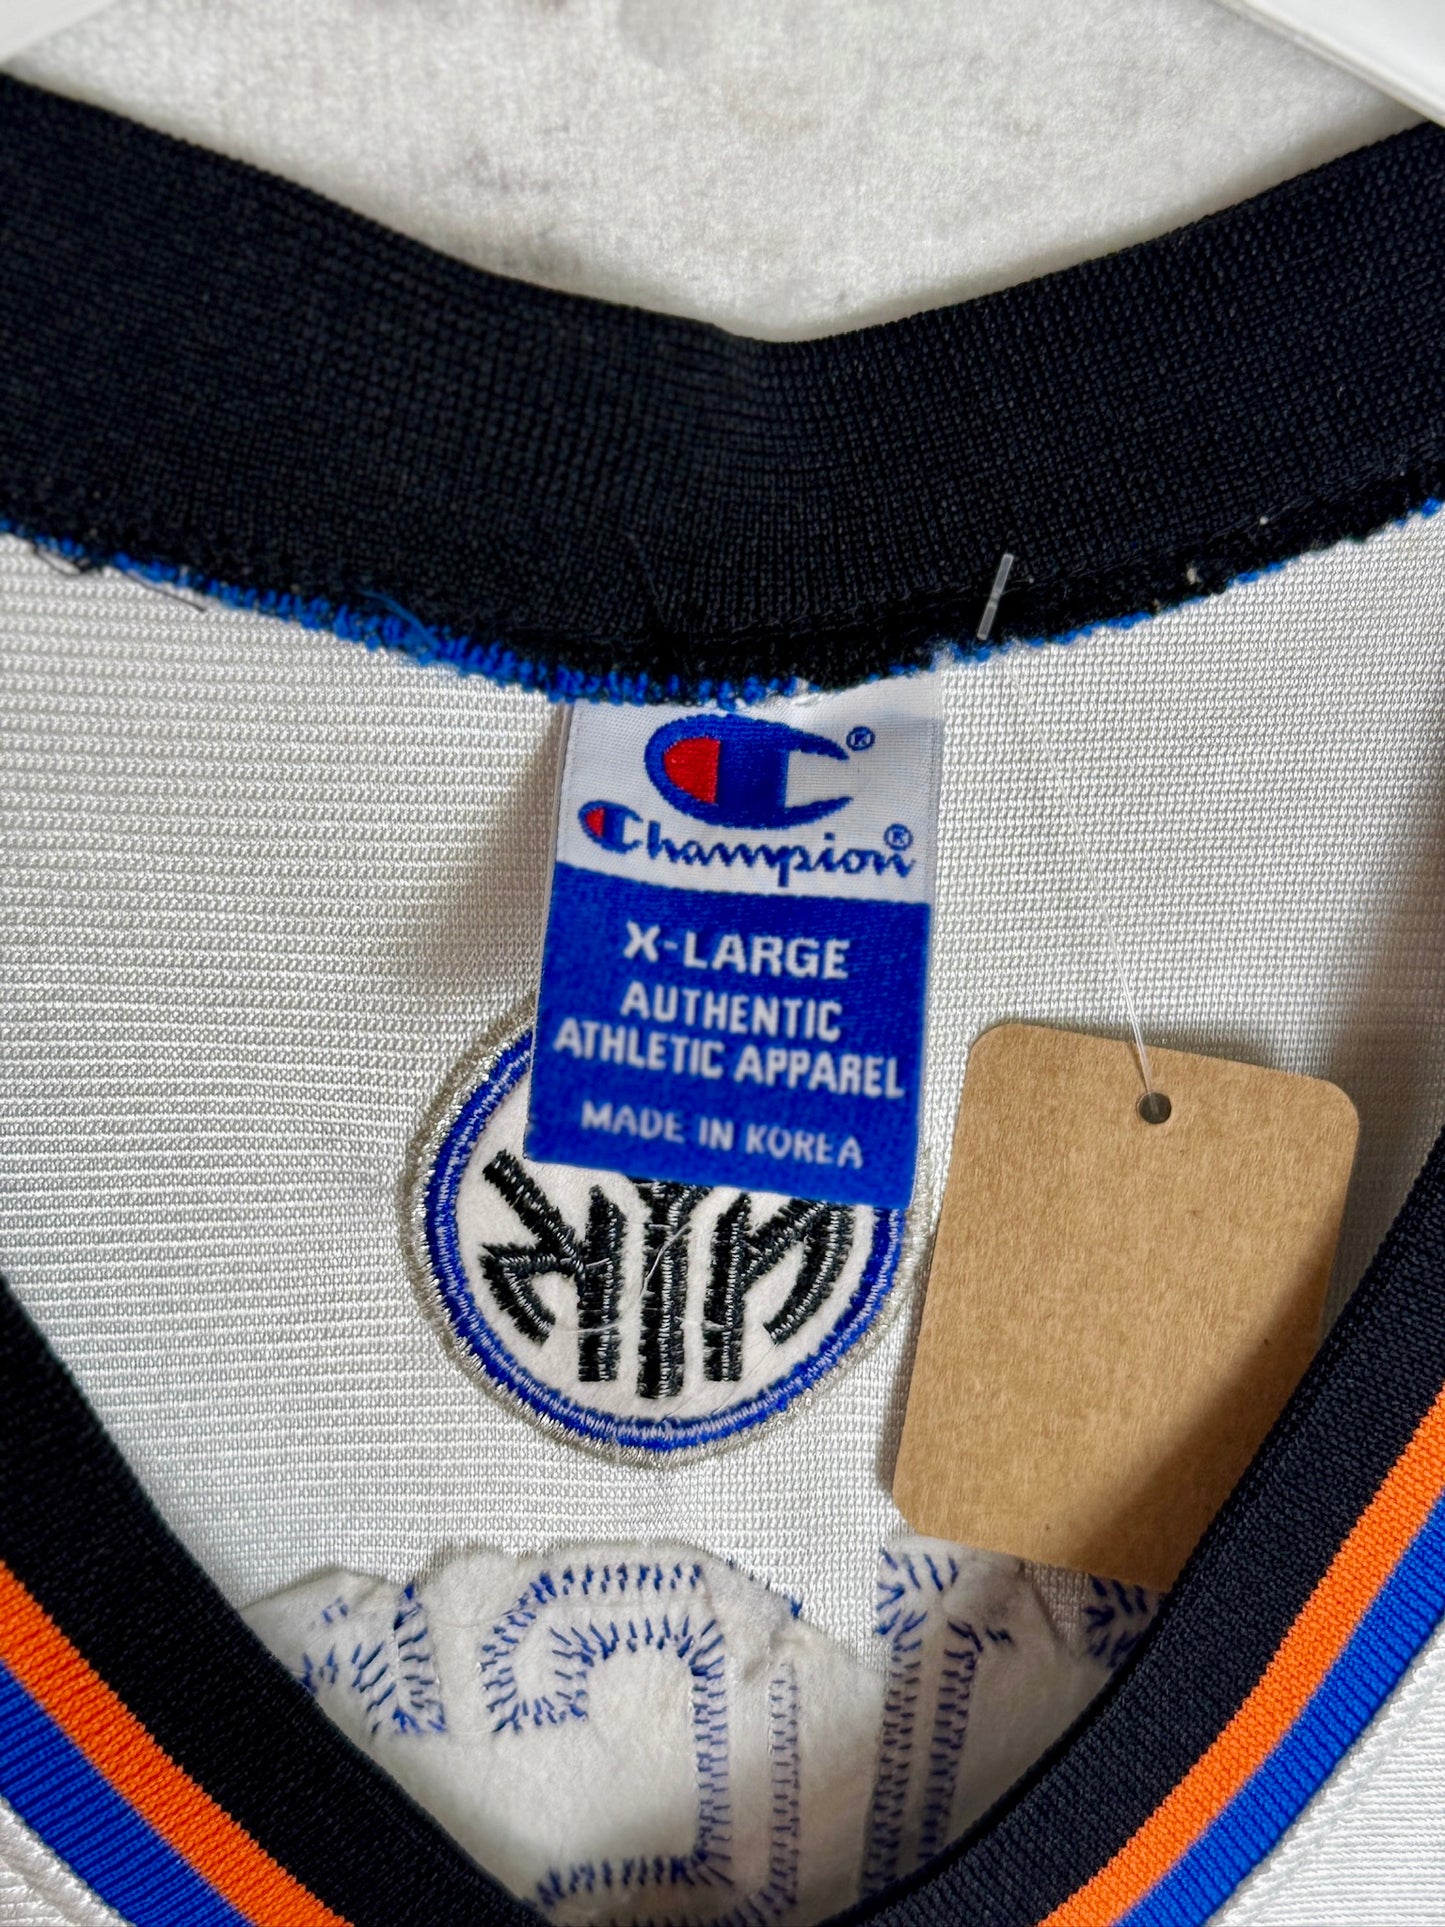 Champion
X-LARGE
AUTHENTIC
ATHLETIC APPAREL
MADE IN KOREA